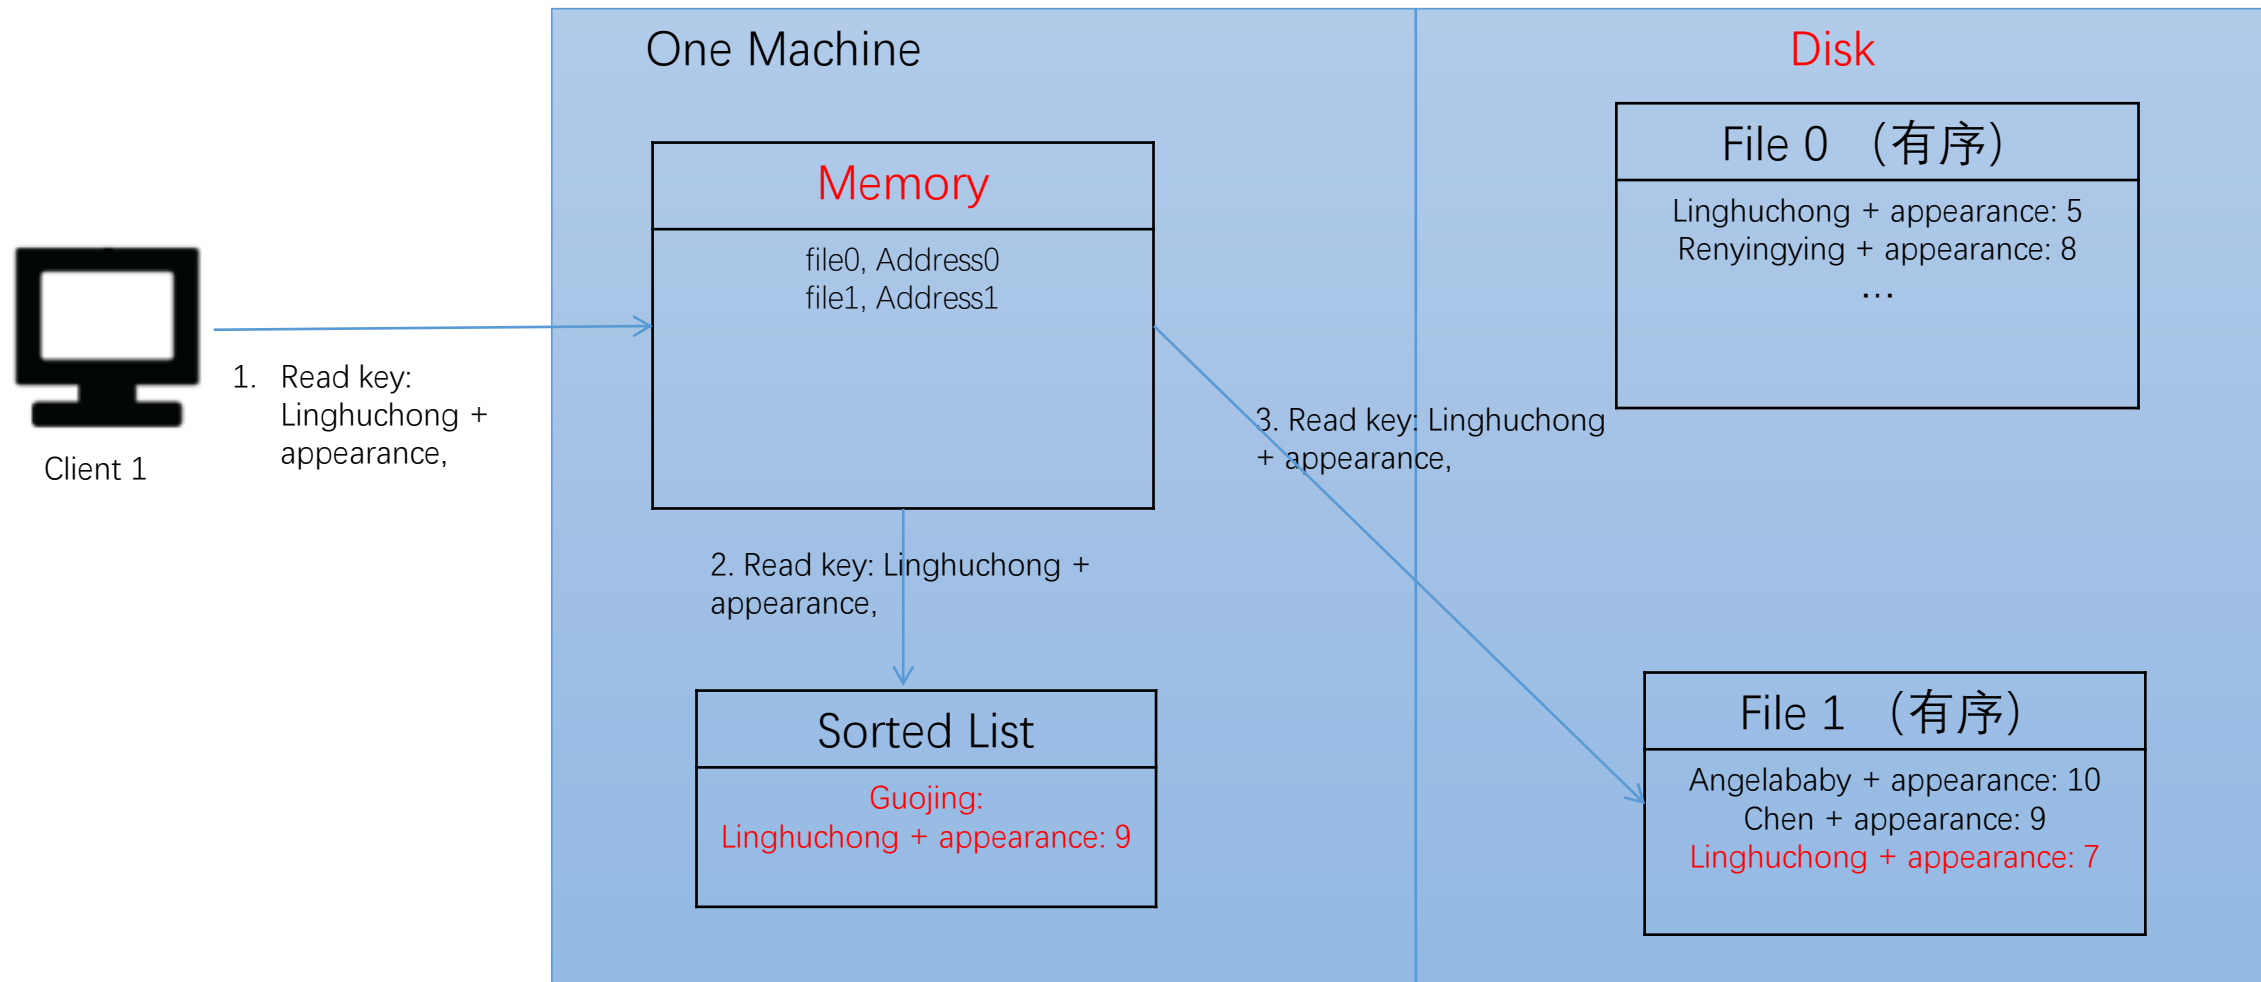 One Machine
Disk
Memory
file0, Address0
file1, Address1
File 0 （有序）
Linghuchong + appearance: 5
Renyingying + appearance: 8
...
1. Read key:
Linghuchong +
appearance,
Client 1
3. Read key: Linghuchong
+ appearance,
2. Read key: Linghuchong +
appearance,
Sorted List
Guojing:
Linghuchong + appearance: 9
File 1 （有序）
Angelababy + appearance: 10
Chen + appearance: 9
Linghuchong + appearance: 7